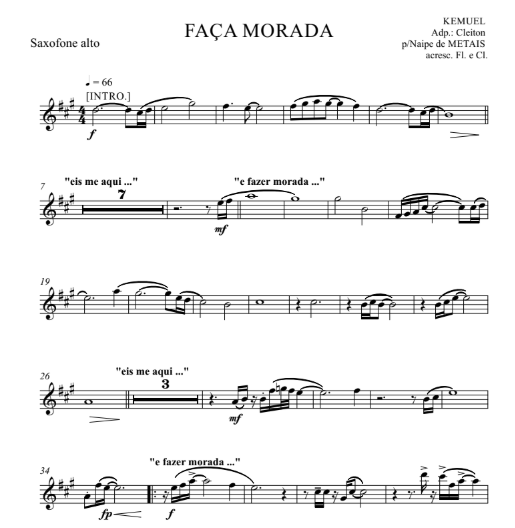 FAÇA MORADA
KEMUEL
Adp.: Cleiton
p/Naipe de METAIS
acresc. Fl. e Cl.
Saxofone alto
♩ = 66
[INTRO.]
4
4
f
7
"eis me aqui ..."
7
"e fazer morada ..."
mf
19
26
"eis me aqui ..."
3
mf
34
"e fazer morada ..."
fp
f